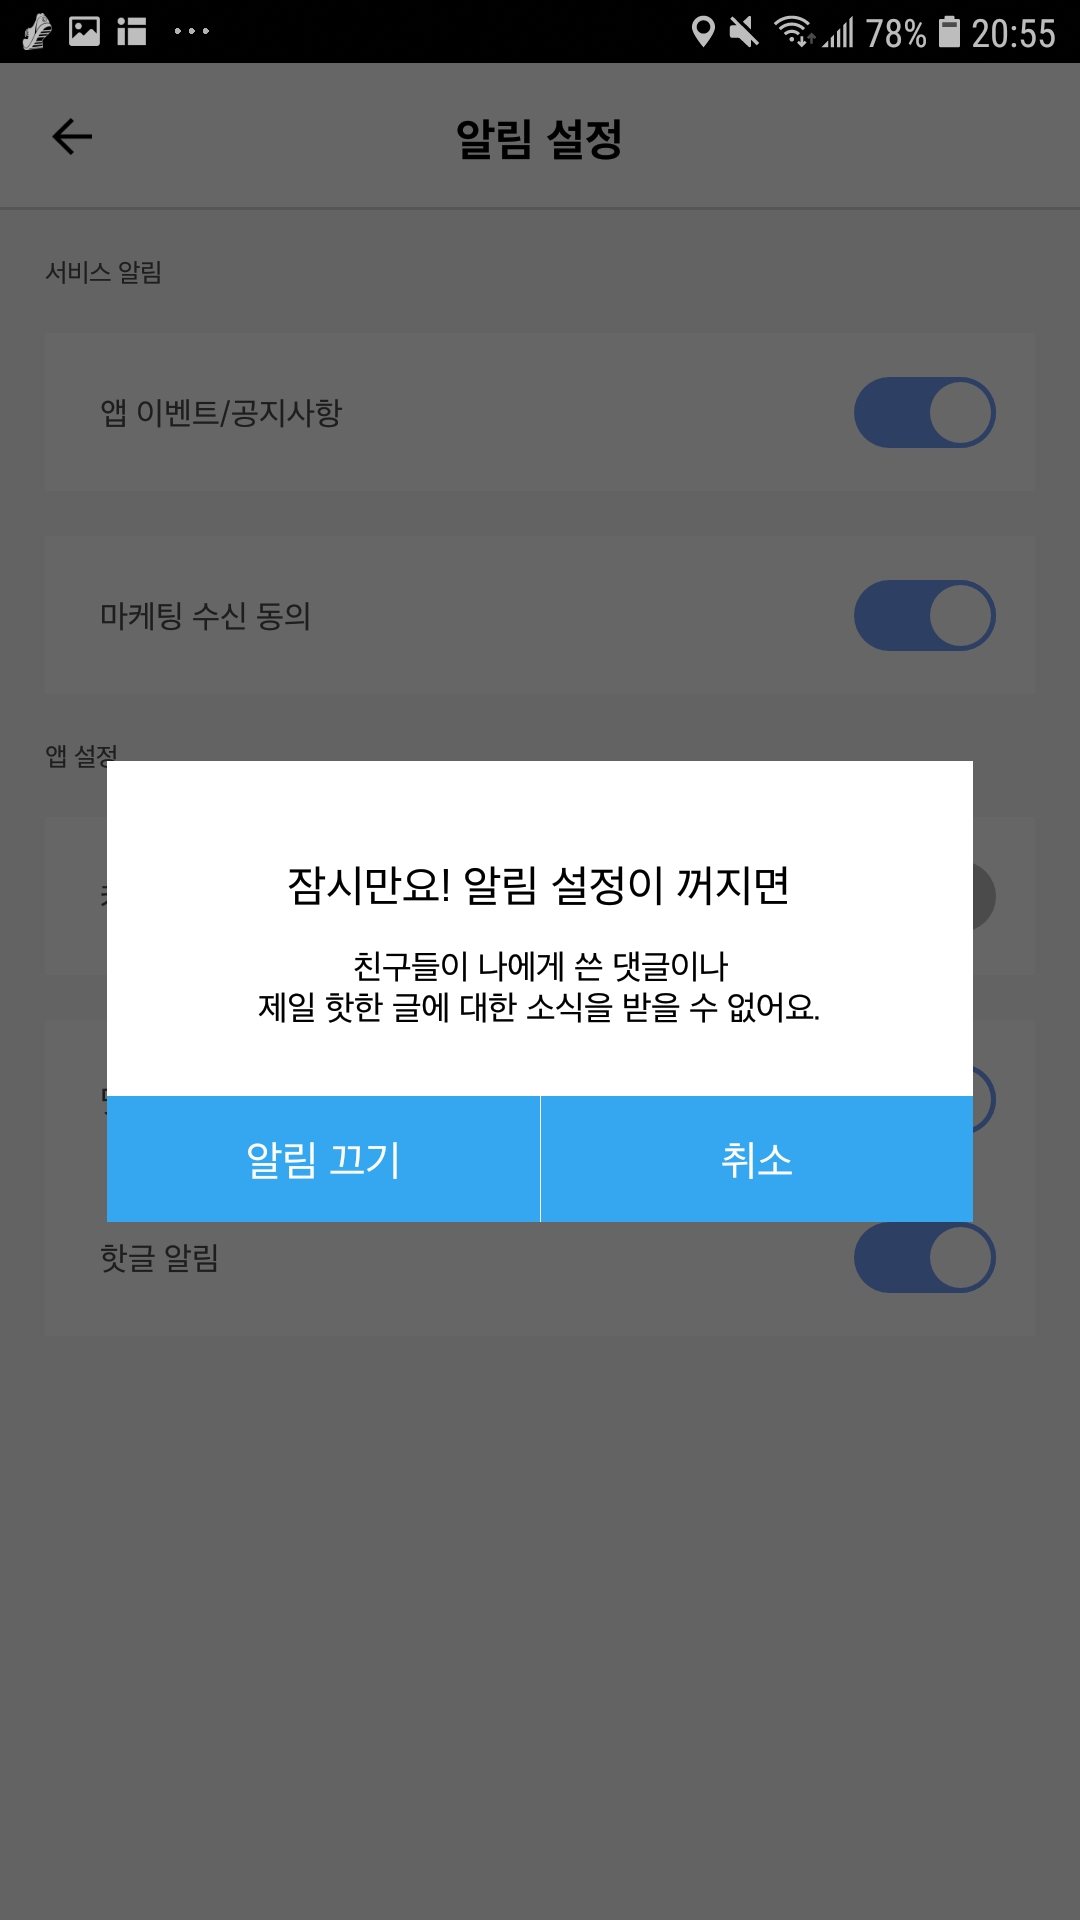 78% 20:55
알림 설정
서비스 알림
앱 이벤트/공지사항
마케팅 수신 동의
앱 설정
잠시만요! 알림 설정이 꺼지면
친구들이 나에게 쓴 댓글이나
제일 핫한 글에 대한 소식을 받을 수 없어요.
알림 끄기 취소
핫글 알림